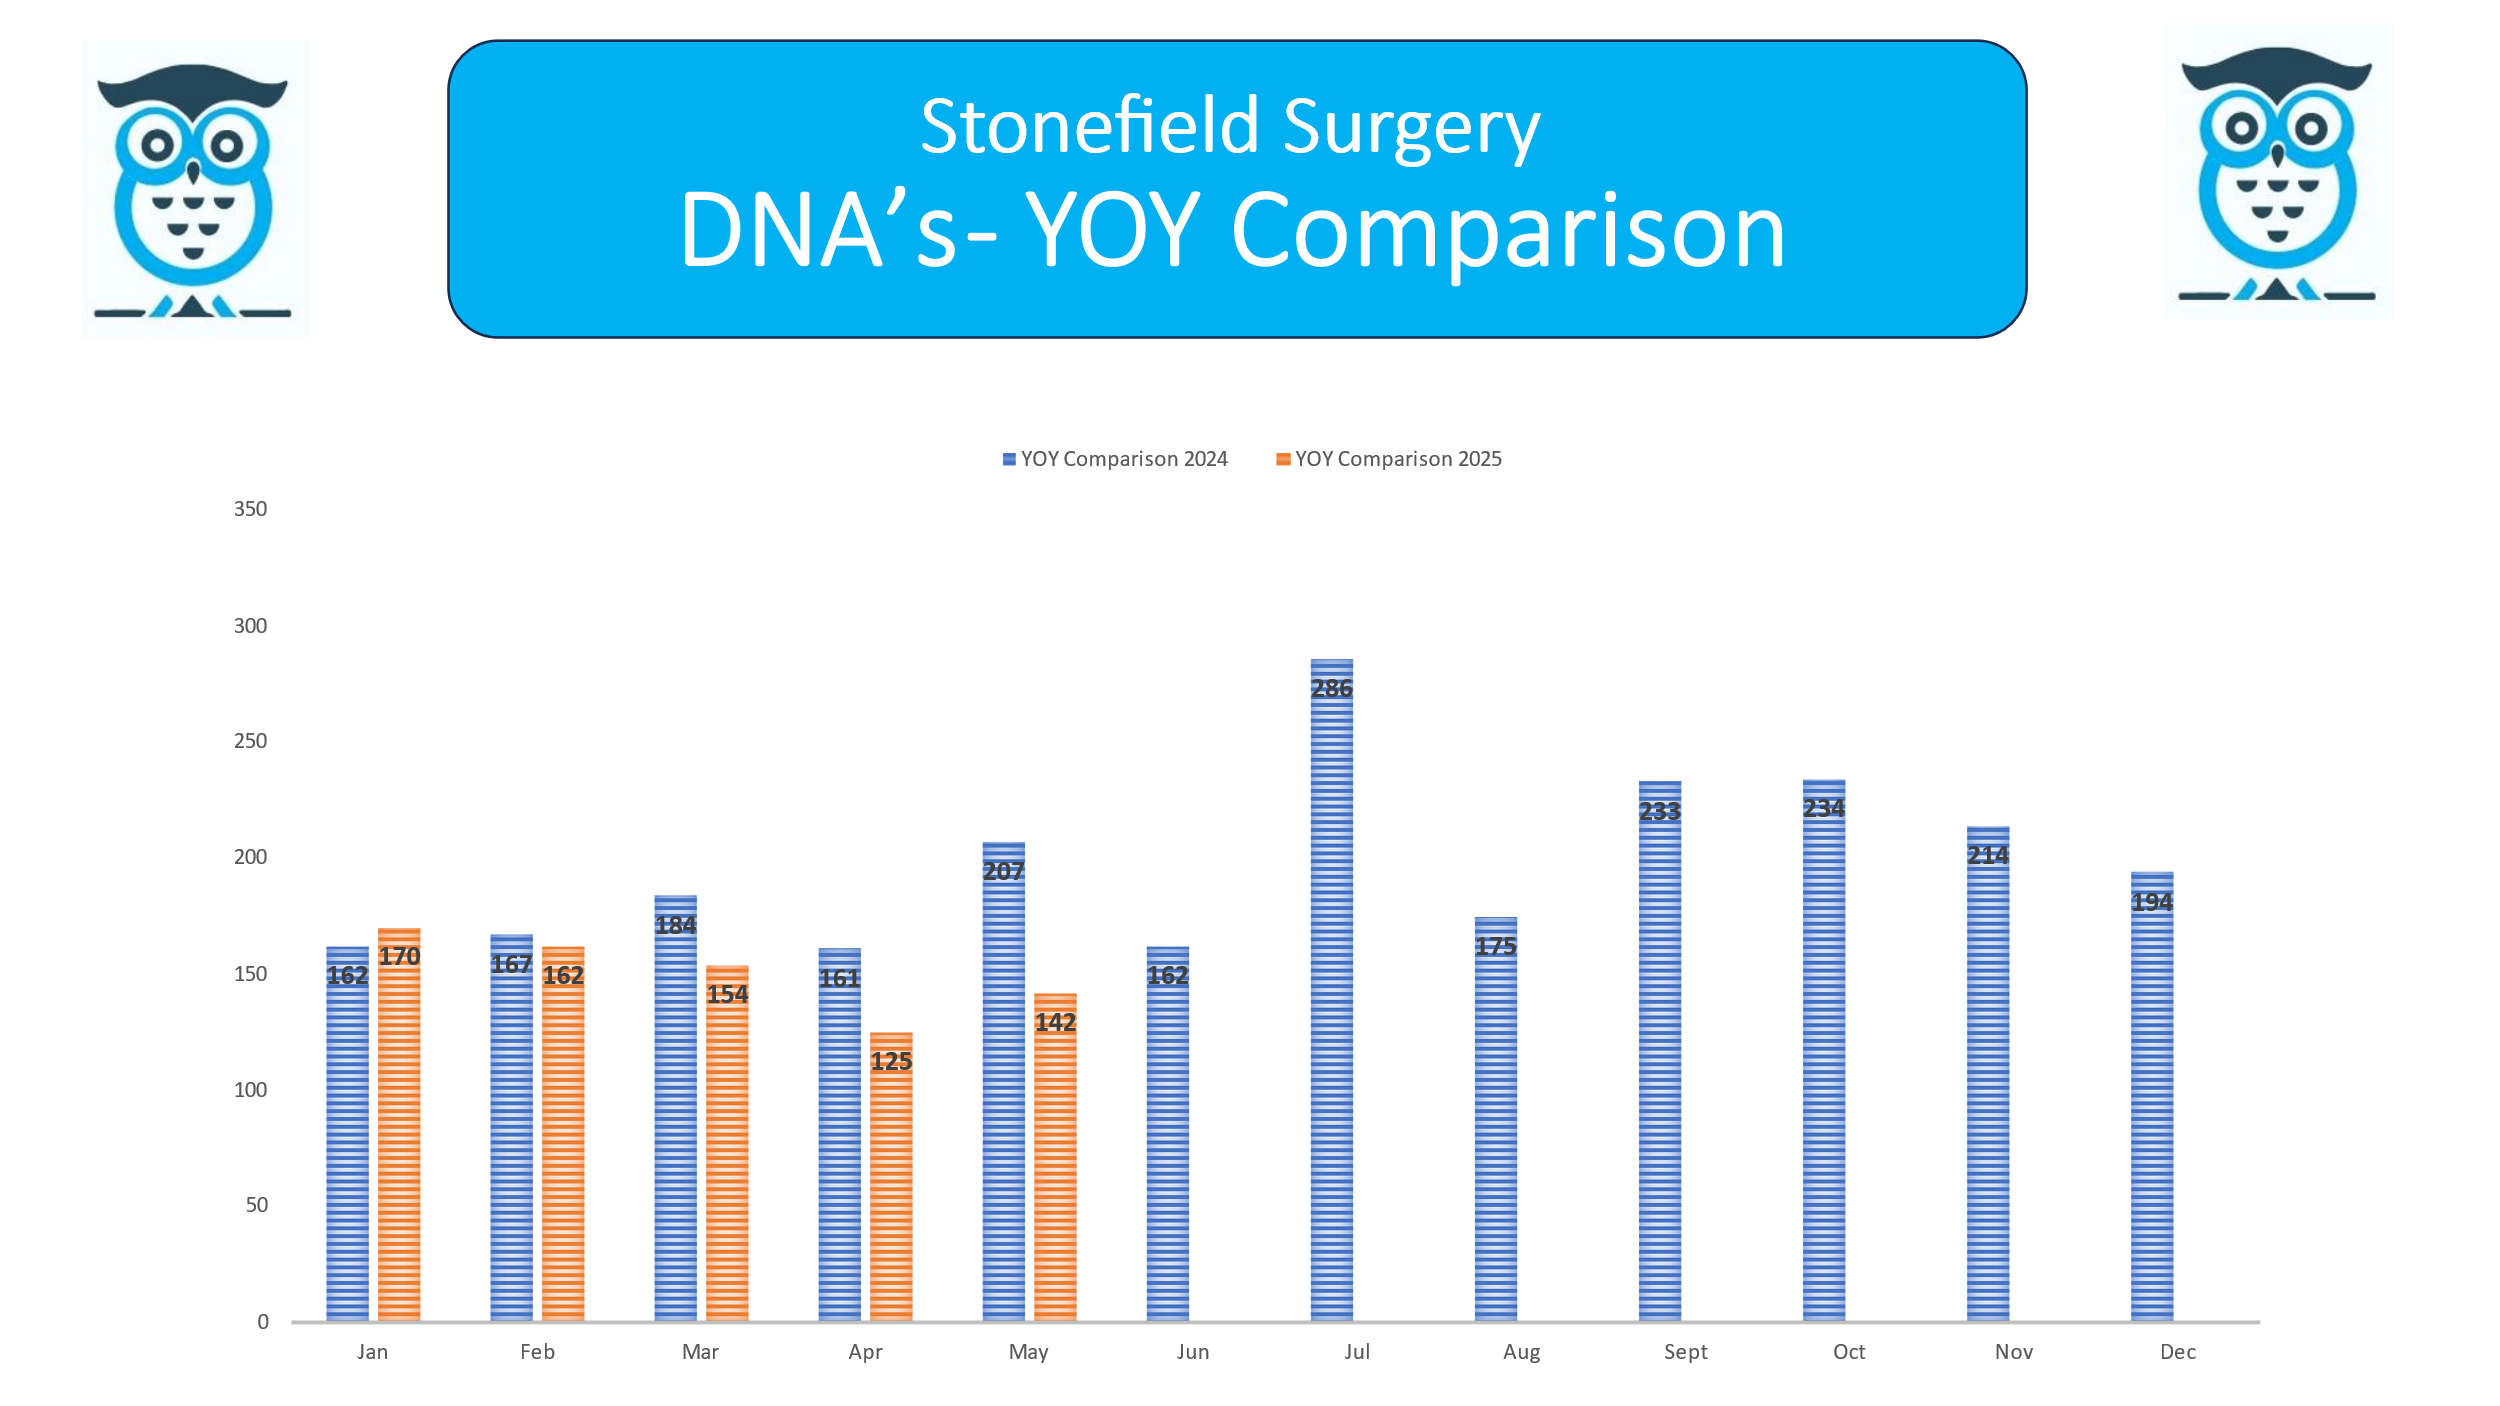 Stonefield Surgery
DNA’s- YOY Comparison
YOY Comparison 2024 YOY Comparison 2025
350
300
250
200
150
100
50
0
162 170 167 162 184 154 161 125 207 142 162 286 175 233 234 214 194
Jan Feb Mar Apr May Jun Jul Aug Sept Oct Nov Dec